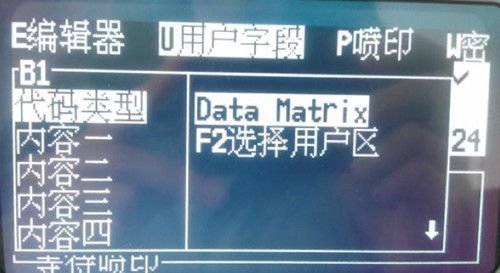 E编辑器 U用户字段 P喷印 W密
B1
代码类型 Data Matrix
内容一 F2选择用户区
内容二 24
内容三
内容四